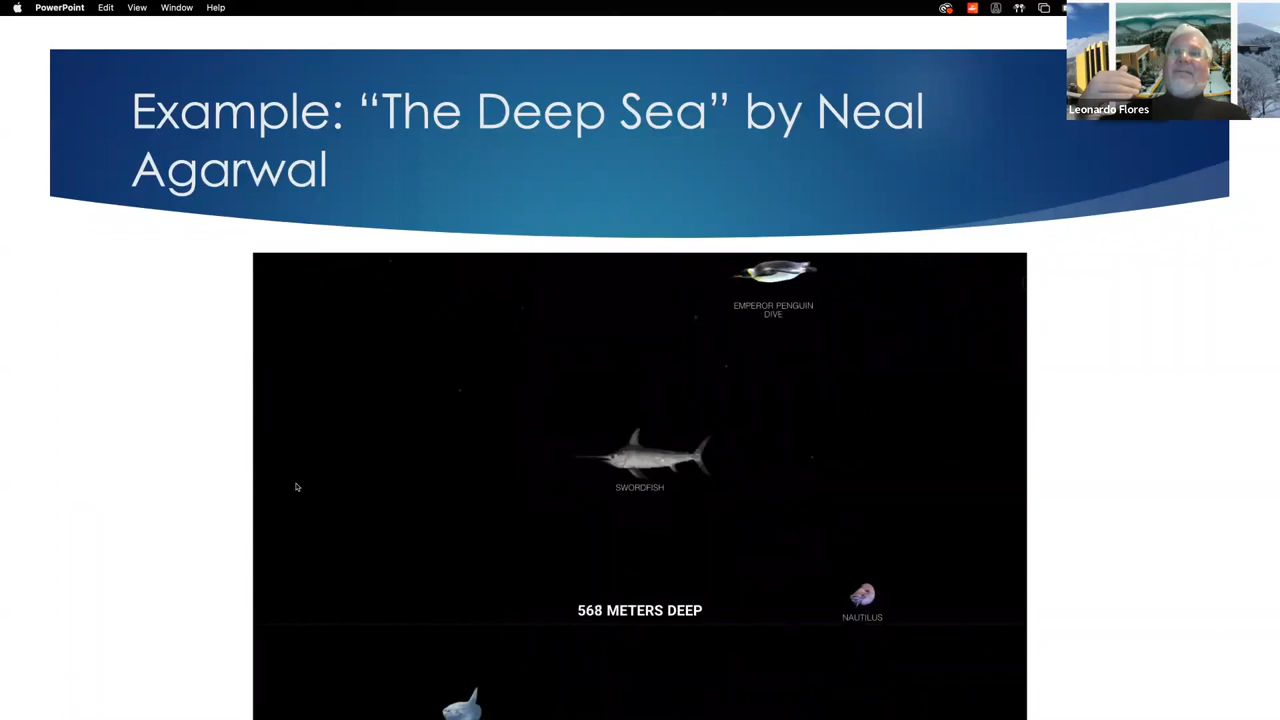 PowerPoint Edit View Window Help
Leonardo Flores
Example: “The Deep Sea” by Neal
Agarwal
EMPEROR PENGUIN
DIVE
SWORDFISH
568 METERS DEEP
NAUTILUS